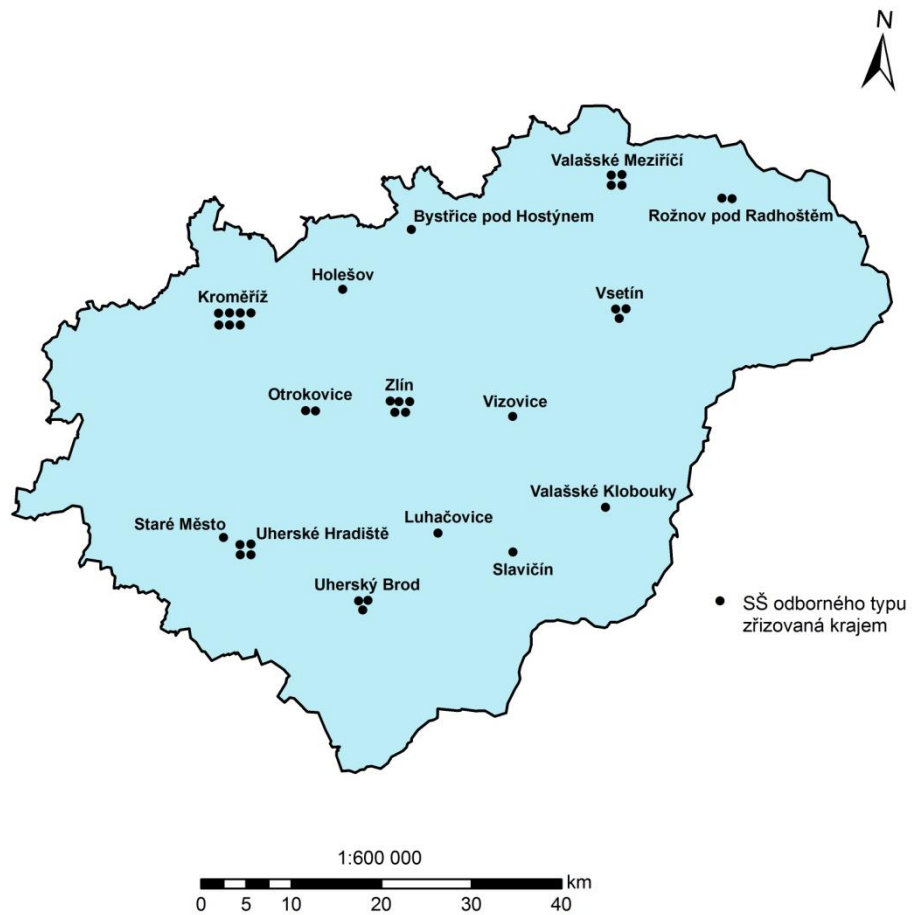 N
Valašské Meziříčí
Rožnov pod Radhoštěm
Bystřice pod Hostýnem
Holešov
Kroměříž
Vsetín
Otrokovice
Zlín
Vizovice
Valašské Klobouky
Staré Město
Uherské Hradiště
Luhačovice
Slavičín
Uherský Brod
SŠ odborného typu
zřizovaná krajem
1:600 000
km
0 5 10 20 30 40